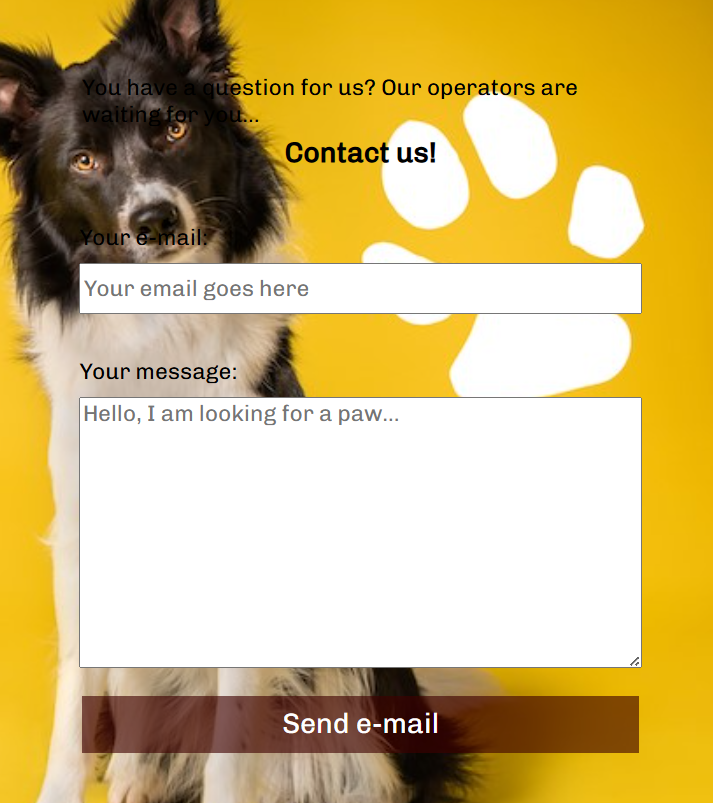 You have a question for us? Our operators are
waiting for you...
Contact us!
Your e-mail:
Your email goes here
Your message:
Hello, I am looking for a paw...
Send e-mail